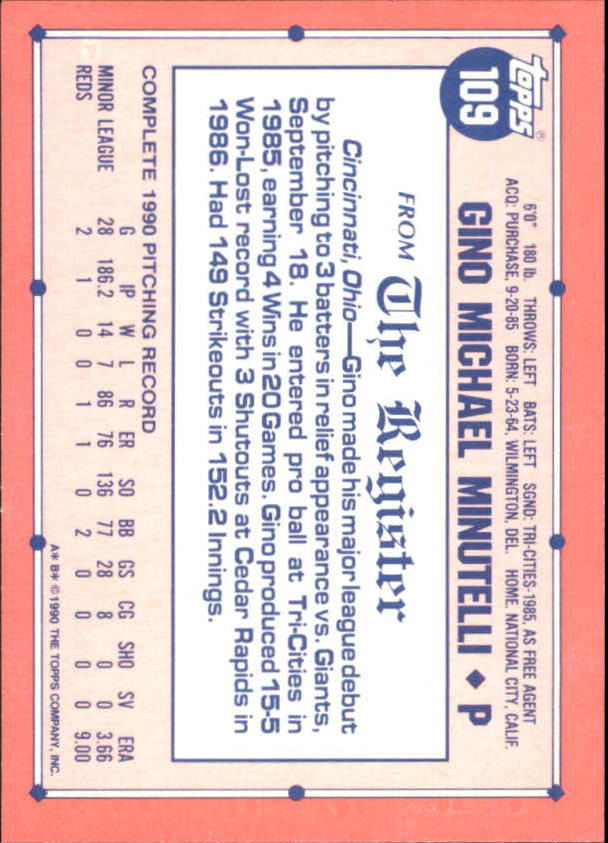 topps®
109
6'0" 180 lb. THROWS: LEFT BATS: LEFT SGND: TRI-CITIES-1985, AS FREE AGENT
ACQ: PURCHASE, 9-20-85 BORN: 5-23-64, WILMINGTON, DEL. HOME, NATIONAL CITY, CALIF.
GINO MICHAEL MINUTELLI ◆ P
FROM The Register
Cincinnati, Ohio—Gino made his major league debut
by pitching to 3 batters in relief appearance vs. Giants,
September 18. He entered pro ball at Tri-Cities in
1985, earning 4 Wins in 20 Games. Gino produced 15-5
Won-Lost record with 3 Shutouts at Cedar Rapids in
1986. Had 149 Strikeouts in 152.2 Innings.
COMPLETE 1990 PITCHING RECORD
G IP W L R ER SO BB GS CG SHO SV ERA
MINOR LEAGUE 28 186.2 14 7 86 76 136 77 28 8 0 0 3.66
REDS 2 1 0 0 1 1 0 2 0 0 0 0 9.00
A* B* ©1990 THE TOPPS COMPANY, INC.